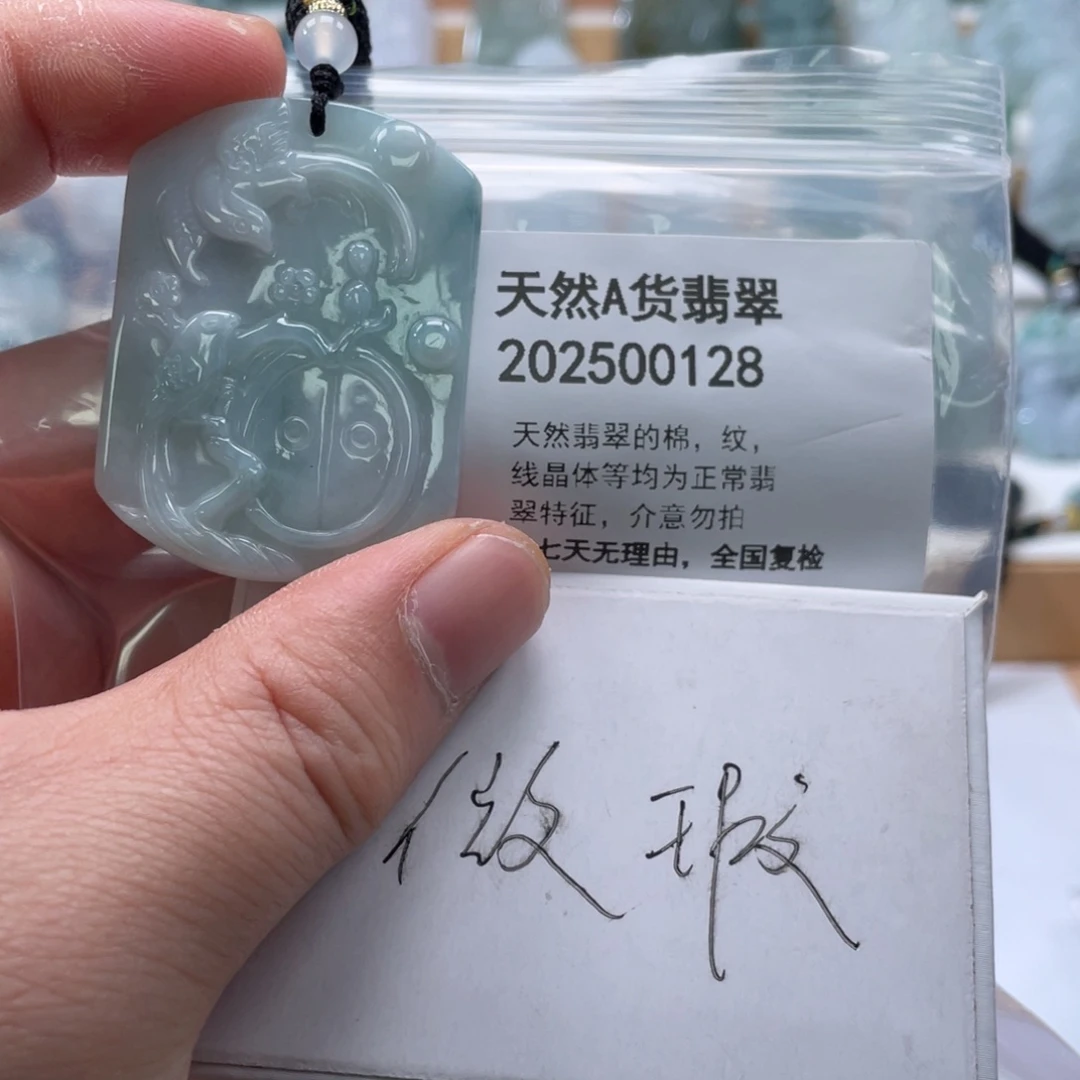 天然A货翡翠
202500128
天然翡翠的棉，纹，
线晶体等均为正常翡
翠特征，介意勿拍
七天无理由，全国复检
微瑕